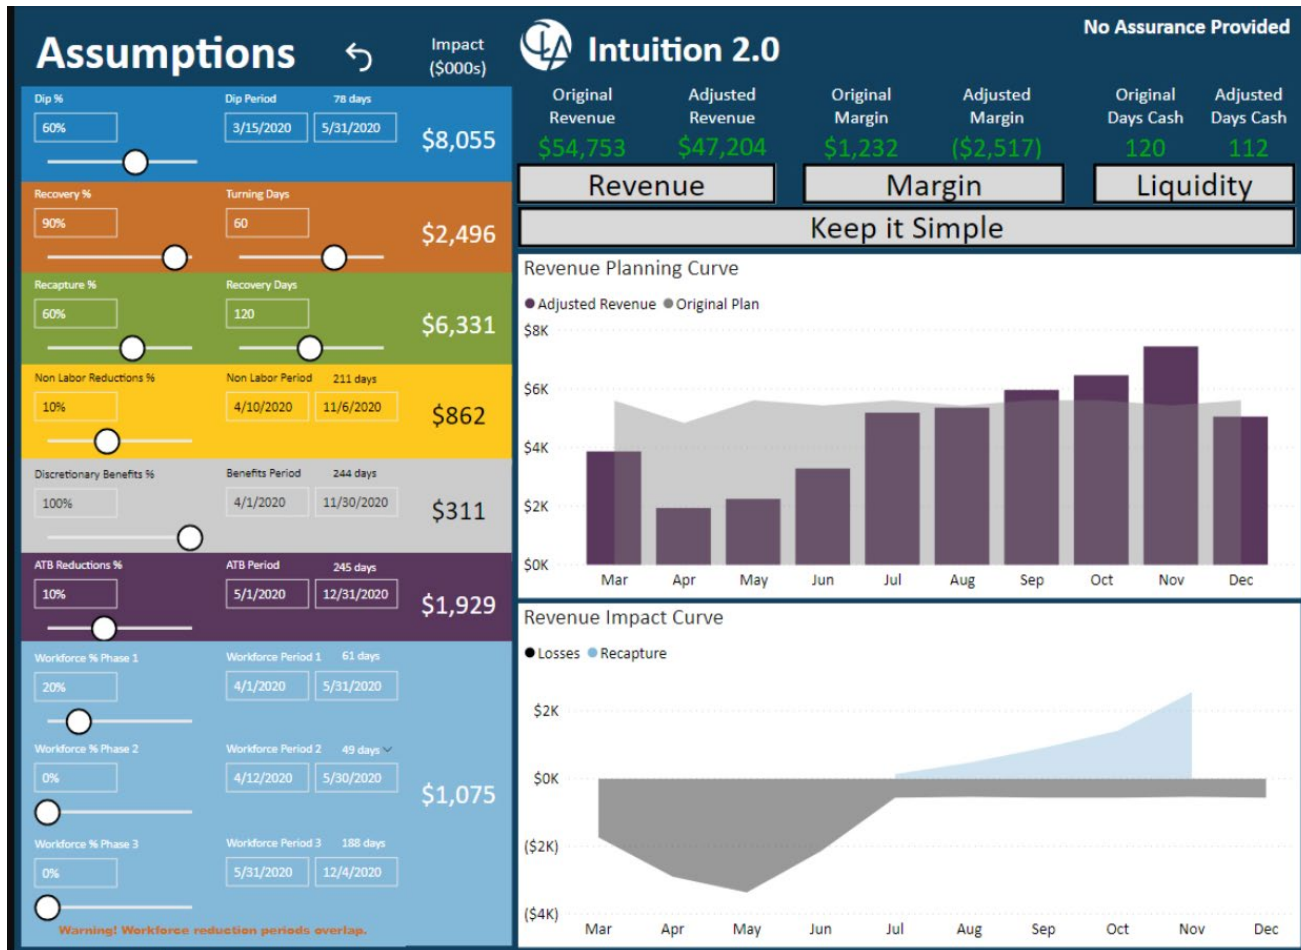 Assumptions
Impact
($000s)
Dip %
Dip Period 78 days
60%
3/15/2020 5/31/2020
$8,055
Recovery %
Turning Days
90%
60
$2,496
Recapture %
Recovery Days
60%
120
$6,331
Non Labor Reductions %
Non Labor Period 211 days
10%
4/10/2020 11/6/2020
$862
Discretionary Benefits %
Benefits Period 244 days
100%
4/1/2020 11/30/2020
$311
ATB Reductions %
ATB Period 245 days
10%
5/1/2020 12/31/2020
$1,929
Workforce % Phase 1
Workforce Period 1 61 days
20%
4/1/2020 5/31/2020
Workforce % Phase 2
Workforce Period 2 49 days
0%
4/12/2020 5/30/2020
$1,075
Workforce % Phase 3
Workforce Period 3 188 days
0%
5/31/2020 12/4/2020
Warning! Workforce reduction periods overlap.
CLA
Intuition 2.0
No Assurance Provided
Original
Revenue
$54,753
Adjusted
Revenue
$47,204
Original
Margin
$1,232
Adjusted
Margin
($2,517)
Original
Days Cash
120
Adjusted
Days Cash
112
Revenue
Margin
Liquidity
Keep it Simple
Revenue Planning Curve
Adjusted Revenue Original Plan
$8K
$6K
$4K
$2K
$0K
Mar Apr May Jun Jul Aug Sep Oct Nov Dec
Revenue Impact Curve
Losses Recapture
$2K
$0K
($2K)
($4K)
Mar Apr May Jun Jul Aug Sep Oct Nov Dec